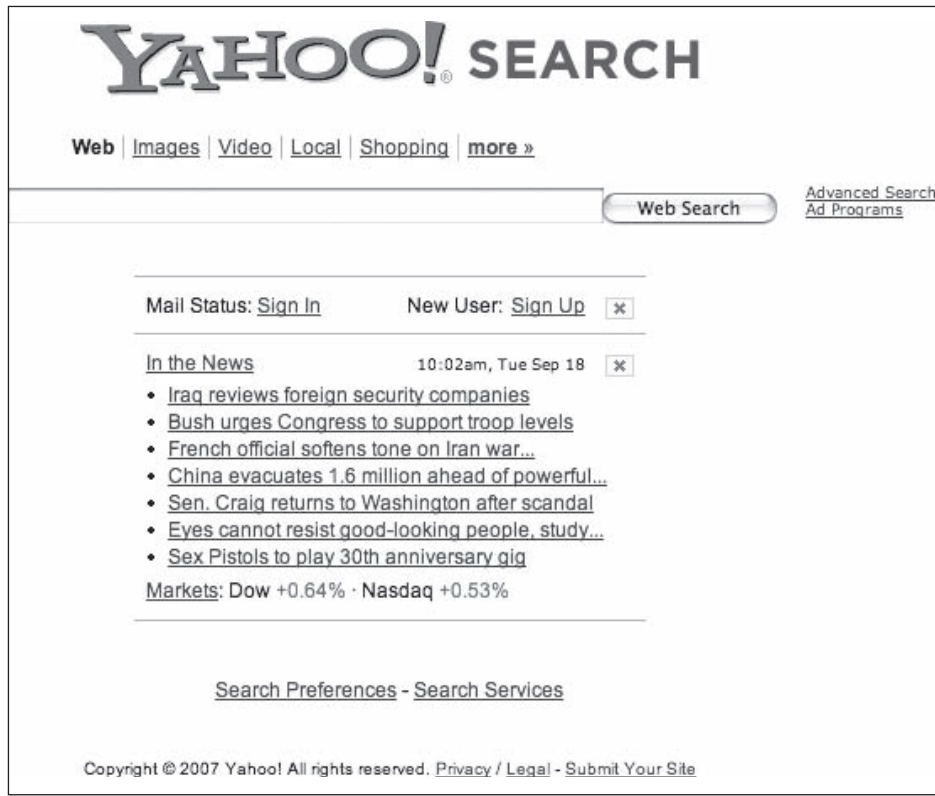 YAHOO!® SEARCH
Web | Images | Video | Local | Shopping | more »
Web Search
Advanced Search
Ad Programs
Mail Status: Sign In New User: Sign Up
In the News 10:02am, Tue Sep 18
• Iraq reviews foreign security companies
• Bush urges Congress to support troop levels
• French official softens tone on Iran war...
• China evacuates 1.6 million ahead of powerful...
• Sen. Craig returns to Washington after scandal
• Eyes cannot resist good-looking people, study...
• Sex Pistols to play 30th anniversary gig
Markets: Dow +0.64% · Nasdaq +0.53%
Search Preferences - Search Services
Copyright © 2007 Yahoo! All rights reserved. Privacy / Legal - Submit Your Site